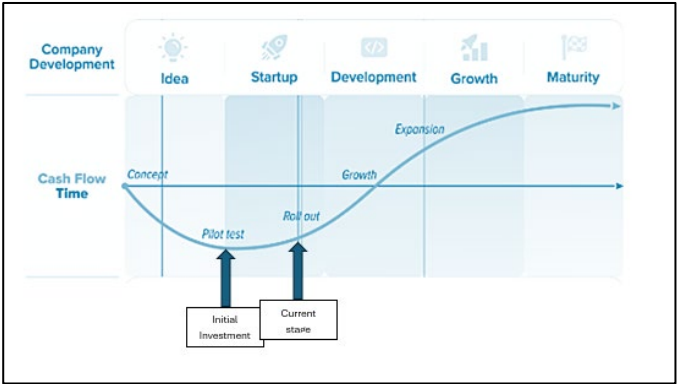 Company
Development
Idea
Startup
Development
Growth
Maturity
Expansion
Cash Flow
Time
Concept
Growth
Roll out
Pilot test
Initial
Investment
Current
stage